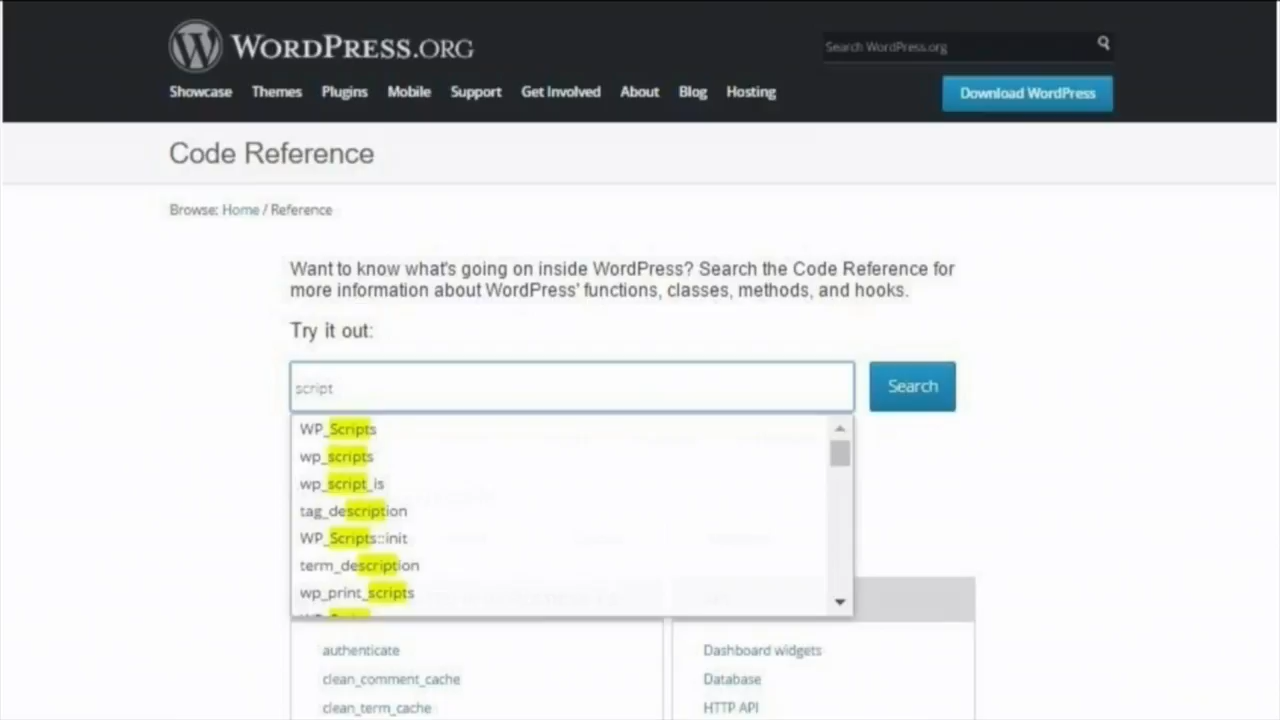 WORDPRESS.ORG
Search WordPress.org
Showcase Themes Plugins Mobile Support Get Involved About Blog Hosting
Download WordPress
Code Reference
Browse: Home / Reference
Want to know what's going on inside WordPress? Search the Code Reference for
more information about WordPress' functions, classes, methods, and hooks.
Try it out:
script
Search
WP_Scripts
wp_scripts
wp_script_is
tag_description
WP_Scripts::init
term_description
wp_print_scripts
authenticate
clean_comment_cache
clean_term_cache
Dashboard widgets
Database
HTTP API